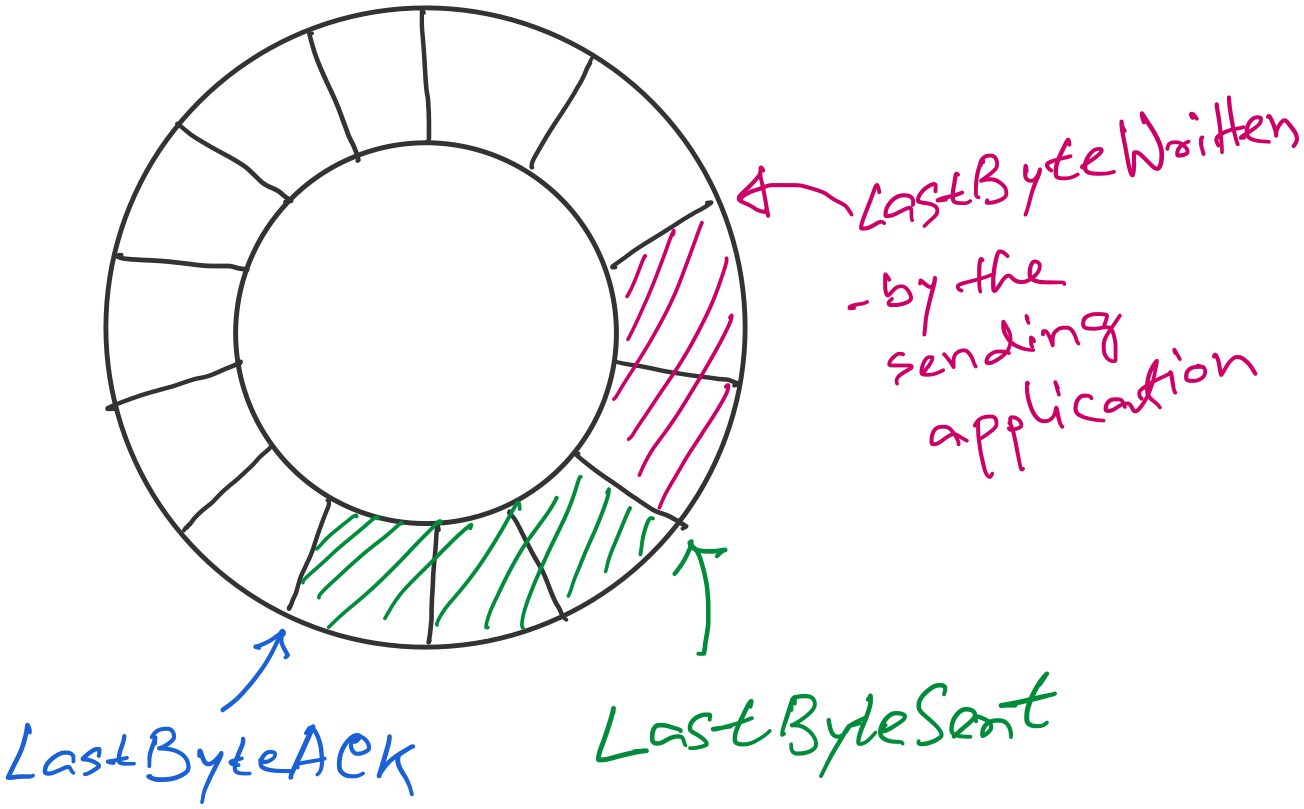 LastByteWritten
- by the
sending
application
LastByteSent
LastByteACK